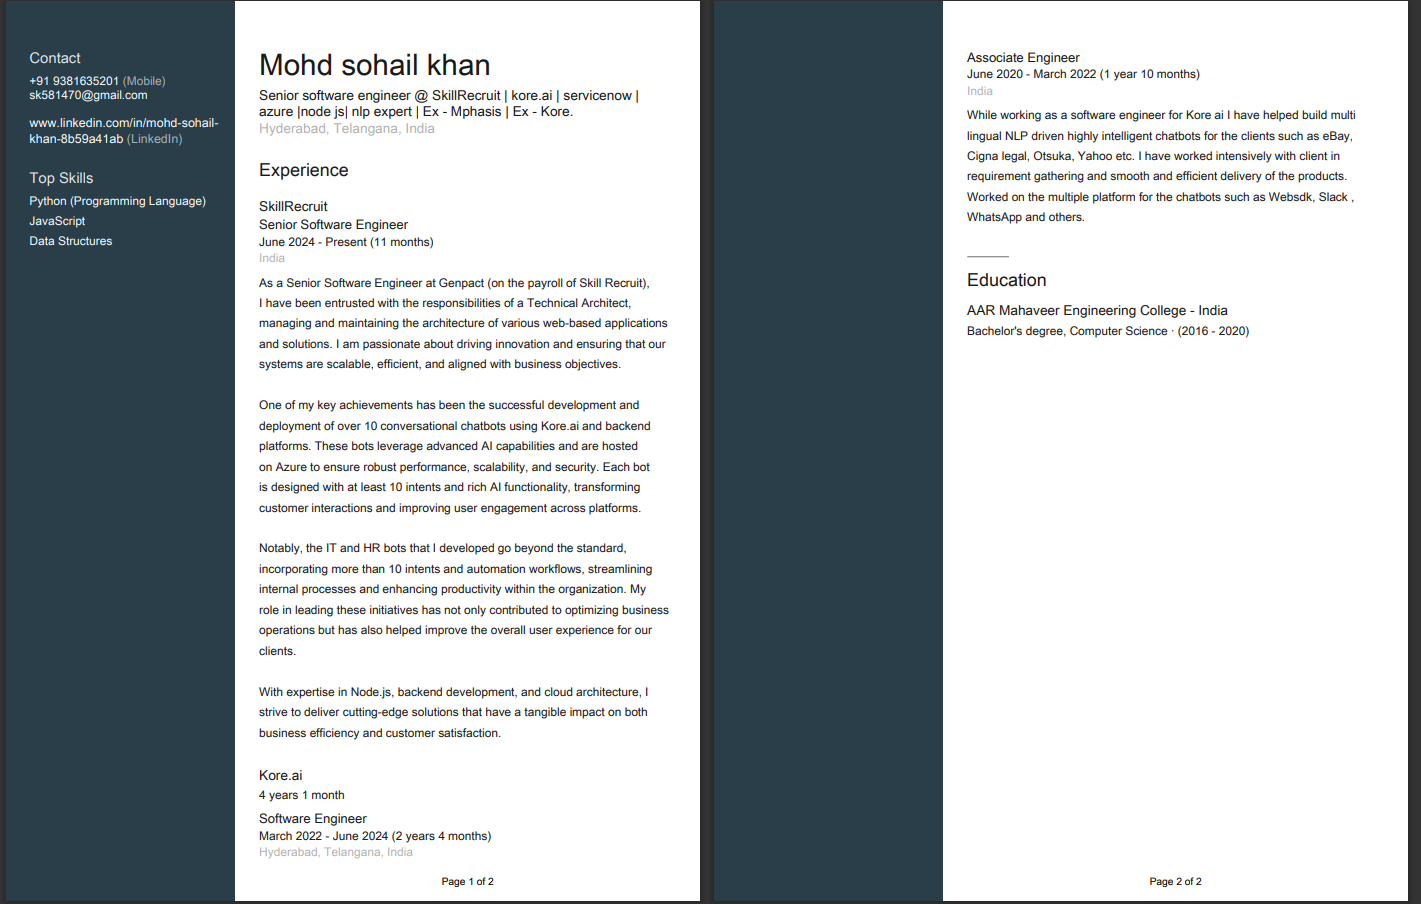 Contact
+91 9381635201 (Mobile)
sk581470@gmail.com
www.linkedin.com/in/mohd-sohail-
khan-8b59a41ab (LinkedIn)
Top Skills
Python (Programming Language)
JavaScript
Data Structures
Mohd sohail khan
Senior software engineer @ SkillRecruit | kore.ai | servicenow |
azure |node js| nlp expert | Ex - Mphasis | Ex - Kore.
Hyderabad, Telangana, India
Experience
SkillRecruit
Senior Software Engineer
June 2024 - Present (11 months)
India
As a Senior Software Engineer at Genpact (on the payroll of Skill Recruit),
I have been entrusted with the responsibilities of a Technical Architect,
managing and maintaining the architecture of various web-based applications
and solutions. I am passionate about driving innovation and ensuring that our
systems are scalable, efficient, and aligned with business objectives.
One of my key achievements has been the successful development and
deployment of over 10 conversational chatbots using Kore.ai and backend
platforms. These bots leverage advanced AI capabilities and are hosted
on Azure to ensure robust performance, scalability, and security. Each bot
is designed with at least 10 intents and rich AI functionality, transforming
customer interactions and improving user engagement across platforms.
Notably, the IT and HR bots that I developed go beyond the standard,
incorporating more than 10 intents and automation workflows, streamlining
internal processes and enhancing productivity within the organization. My
role in leading these initiatives has not only contributed to optimizing business
operations but has also helped improve the overall user experience for our
clients.
With expertise in Node.js, backend development, and cloud architecture, I
strive to deliver cutting-edge solutions that have a tangible impact on both
business efficiency and customer satisfaction.
Kore.ai
4 years 1 month
Software Engineer
March 2022 - June 2024 (2 years 4 months)
Hyderabad, Telangana, India
Page 1 of 2
Associate Engineer
June 2020 - March 2022 (1 year 10 months)
India
While working as a software engineer for Kore ai I have helped build multi
lingual NLP driven highly intelligent chatbots for the clients such as eBay,
Cigna legal, Otsuka, Yahoo etc. I have worked intensively with client in
requirement gathering and smooth and efficient delivery of the products.
Worked on the multiple platform for the chatbots such as Websdk, Slack ,
WhatsApp and others.
Education
AAR Mahaveer Engineering College - India
Bachelor's degree, Computer Science · (2016 - 2020)
Page 2 of 2